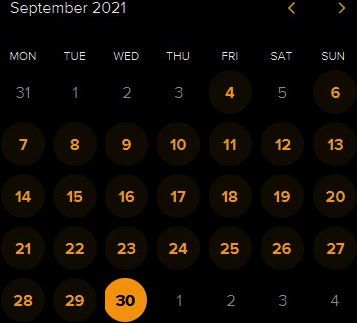 September 2021 < >
MON TUE WED THU FRI SAT SUN
31 1 2 3 4 5 6
7 8 9 10 11 12 13
14 15 16 17 18 19 20
21 22 23 24 25 26 27
28 29 30 1 2 3 4